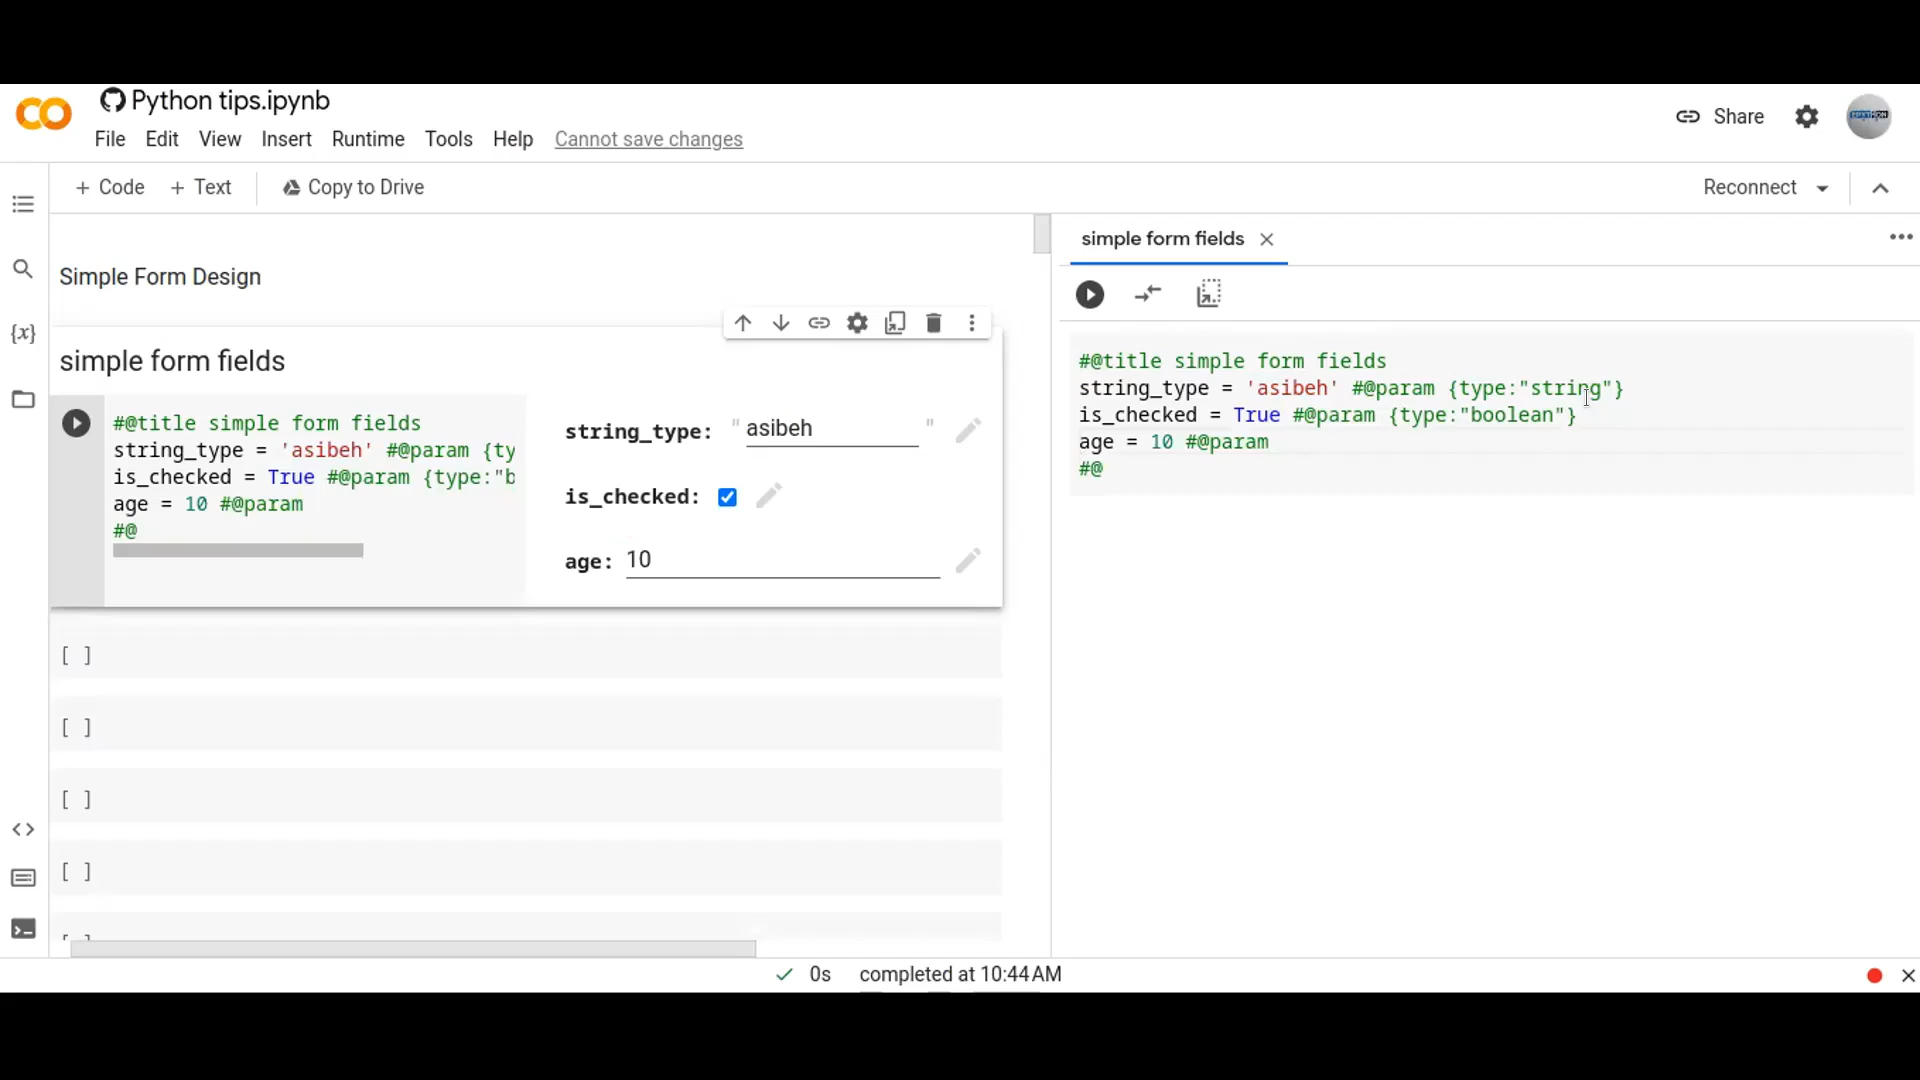 Python tips.ipynb
File Edit View Insert Runtime Tools Help Cannot save changes
Share
+ Code + Text Copy to Drive
Reconnect
Simple Form Design
simple form fields
#@title simple form fields
string_type = 'asibeh' #@param {ty
is_checked = True #@param {type:"b
age = 10 #@param
#@
string_type: " asibeh "
is_checked:
age: 10
[ ]
[ ]
[ ]
[ ]
simple form fields
#@title simple form fields
string_type = 'asibeh' #@param {type:"string"}
is_checked = True #@param {type:"boolean"}
age = 10 #@param
#@
0s completed at 10:44 AM